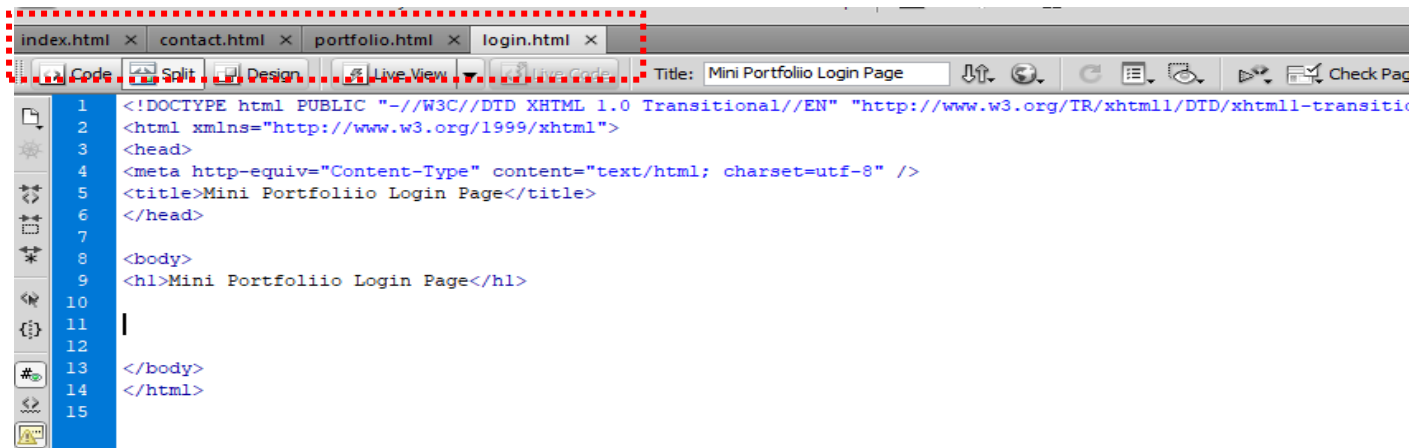 index.html × contact.html × portfolio.html × login.html ×
Code Split Design Live View Live Code Title: Mini Portfoliio Login Page Check Pag
1 <!DOCTYPE html PUBLIC "-//W3C//DTD XHTML 1.0 Transitional//EN" "http://www.w3.org/TR/xhtml1/DTD/xhtml1-transitio
2 <html xmlns="http://www.w3.org/1999/xhtml">
3 <head>
4 <meta http-equiv="Content-Type" content="text/html; charset=utf-8" />
5 <title>Mini Portfoliio Login Page</title>
6 </head>
7
8 <body>
9 <h1>Mini Portfoliio Login Page</h1>
10
11
12
13 </body>
14 </html>
15